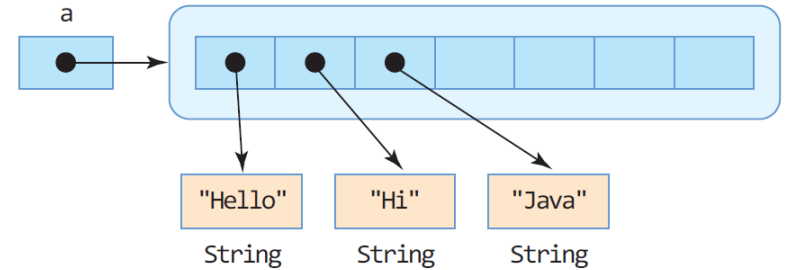 a
"Hello" "Hi" "Java"
String String String